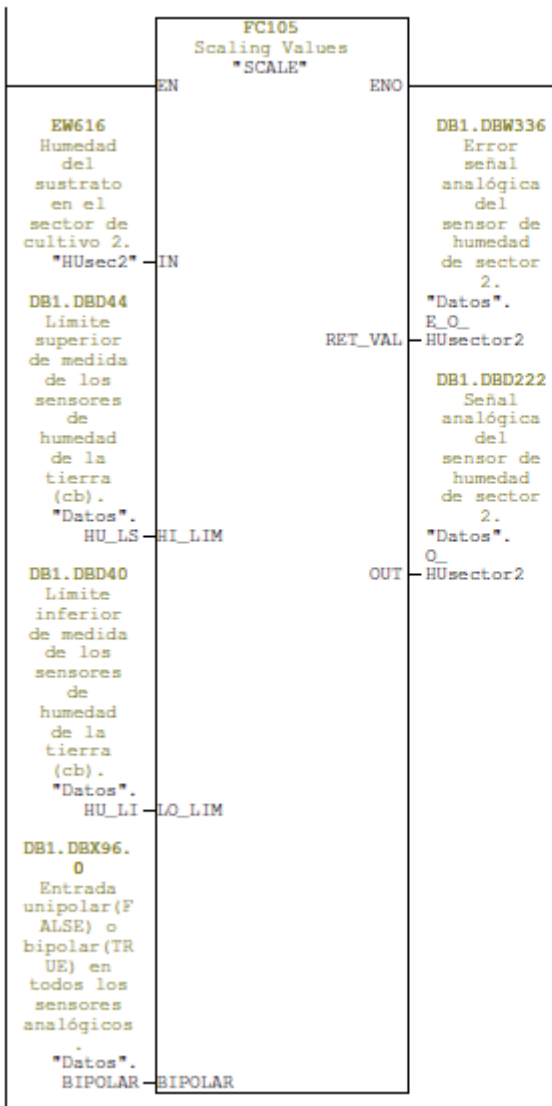 FC105
Scaling Values
"SCALE"
EN
ENO
EW616
Humedad
del
sustrato
en el
sector de
cultivo 2.
"HUsec2"
IN
DB1.DBD44
Límite
superior
de medida
de los
sensores
de
humedad
de la
tierra
(cb).
"Datos".
HU_LS
HI_LIM
DB1.DBD40
Límite
inferior
de medida
de los
sensores
de
humedad
de la
tierra
(cb).
"Datos".
HU_LI
LO_LIM
DB1.DBX96.
0
Entrada
unipolar(F
ALSE) o
bipolar(TR
UE) en
todos los
sensores
analógicos
.
"Datos".
BIPOLAR
BIPOLAR
DB1.DBW336
Error
señal
analógica
del
sensor de
humedad
de sector
2.
"Datos".
E_O_
RET_VAL
HUsector2
DB1.DBD222
Señal
analógica
del
sensor de
humedad
de sector
2.
"Datos".
O_
OUT
HUsector2